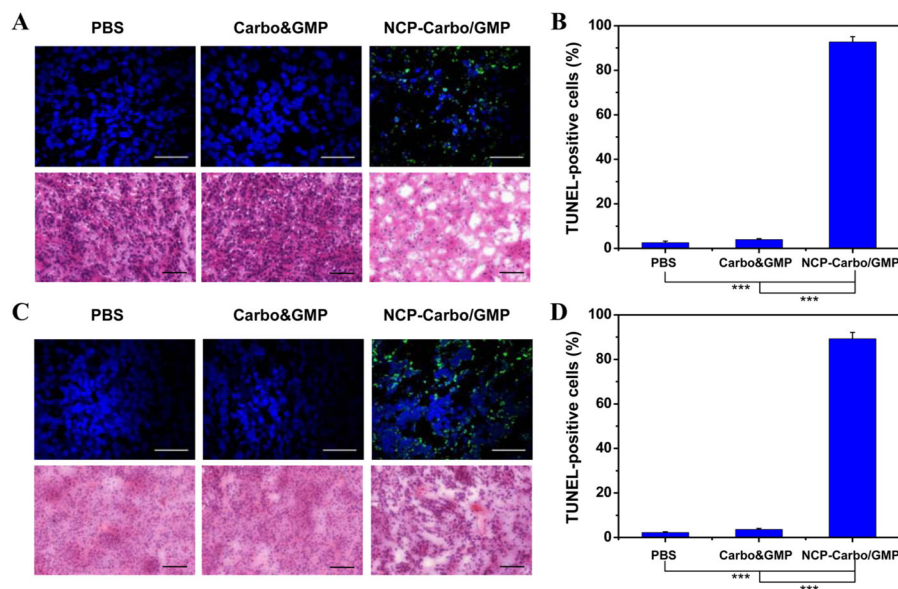 A
PBS
Carbo&GMP
NCP-Carbo/GMP
B
TUNEL-positive cells (%)
100
80
60
40
20
0
PBS
Carbo&GMP
NCP-Carbo/GMP
***
***
C
PBS
Carbo&GMP
NCP-Carbo/GMP
D
TUNEL-positive cells (%)
100
80
60
40
20
0
PBS
Carbo&GMP
NCP-Carbo/GMP
***
***